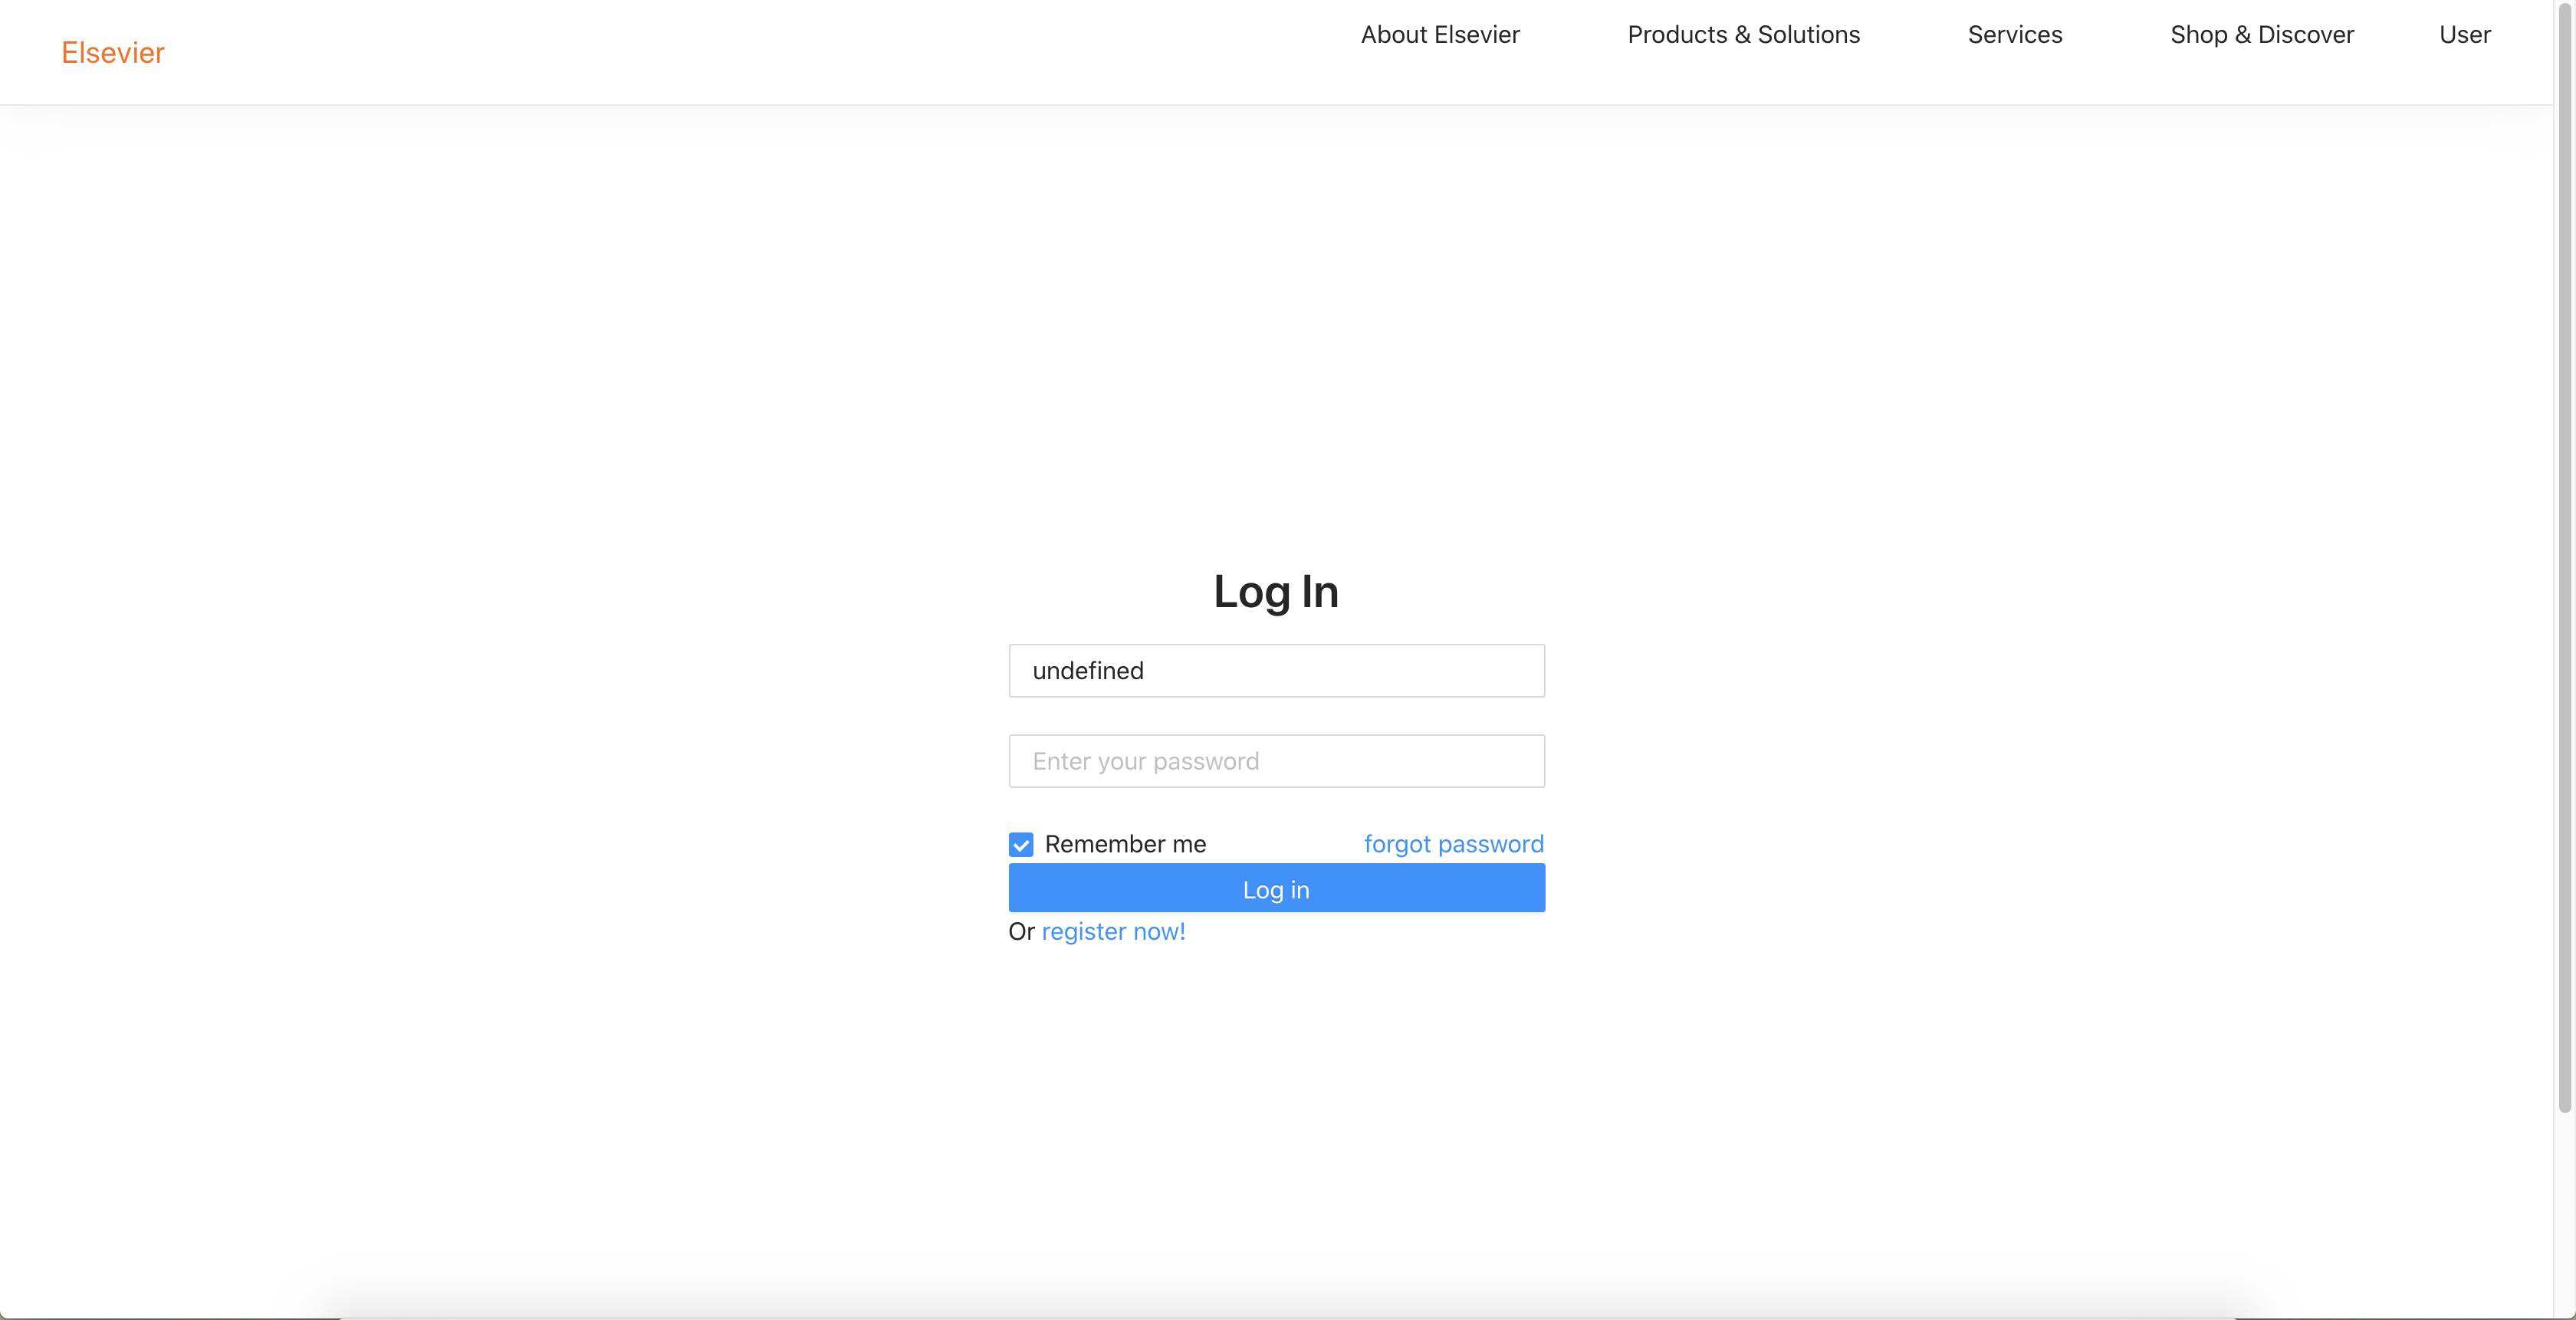 Elsevier
About Elsevier
Products & Solutions
Services
Shop & Discover
User
Log In
undefined
Enter your password
Remember me
forgot password
Log in
Or register now!